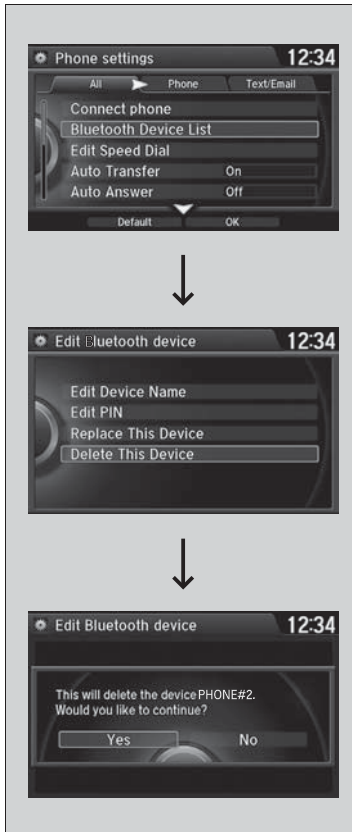 Phone settings 12:34
All Phone Text/Email
Connect phone
Bluetooth Device List
Edit Speed Dial
Auto Transfer On
Auto Answer Off
Default OK
Edit Bluetooth device 12:34
Edit Device Name
Edit PIN
Replace This Device
Delete This Device
Edit Bluetooth device 12:34
This will delete the device PHONE#2.
Would you like to continue?
Yes No